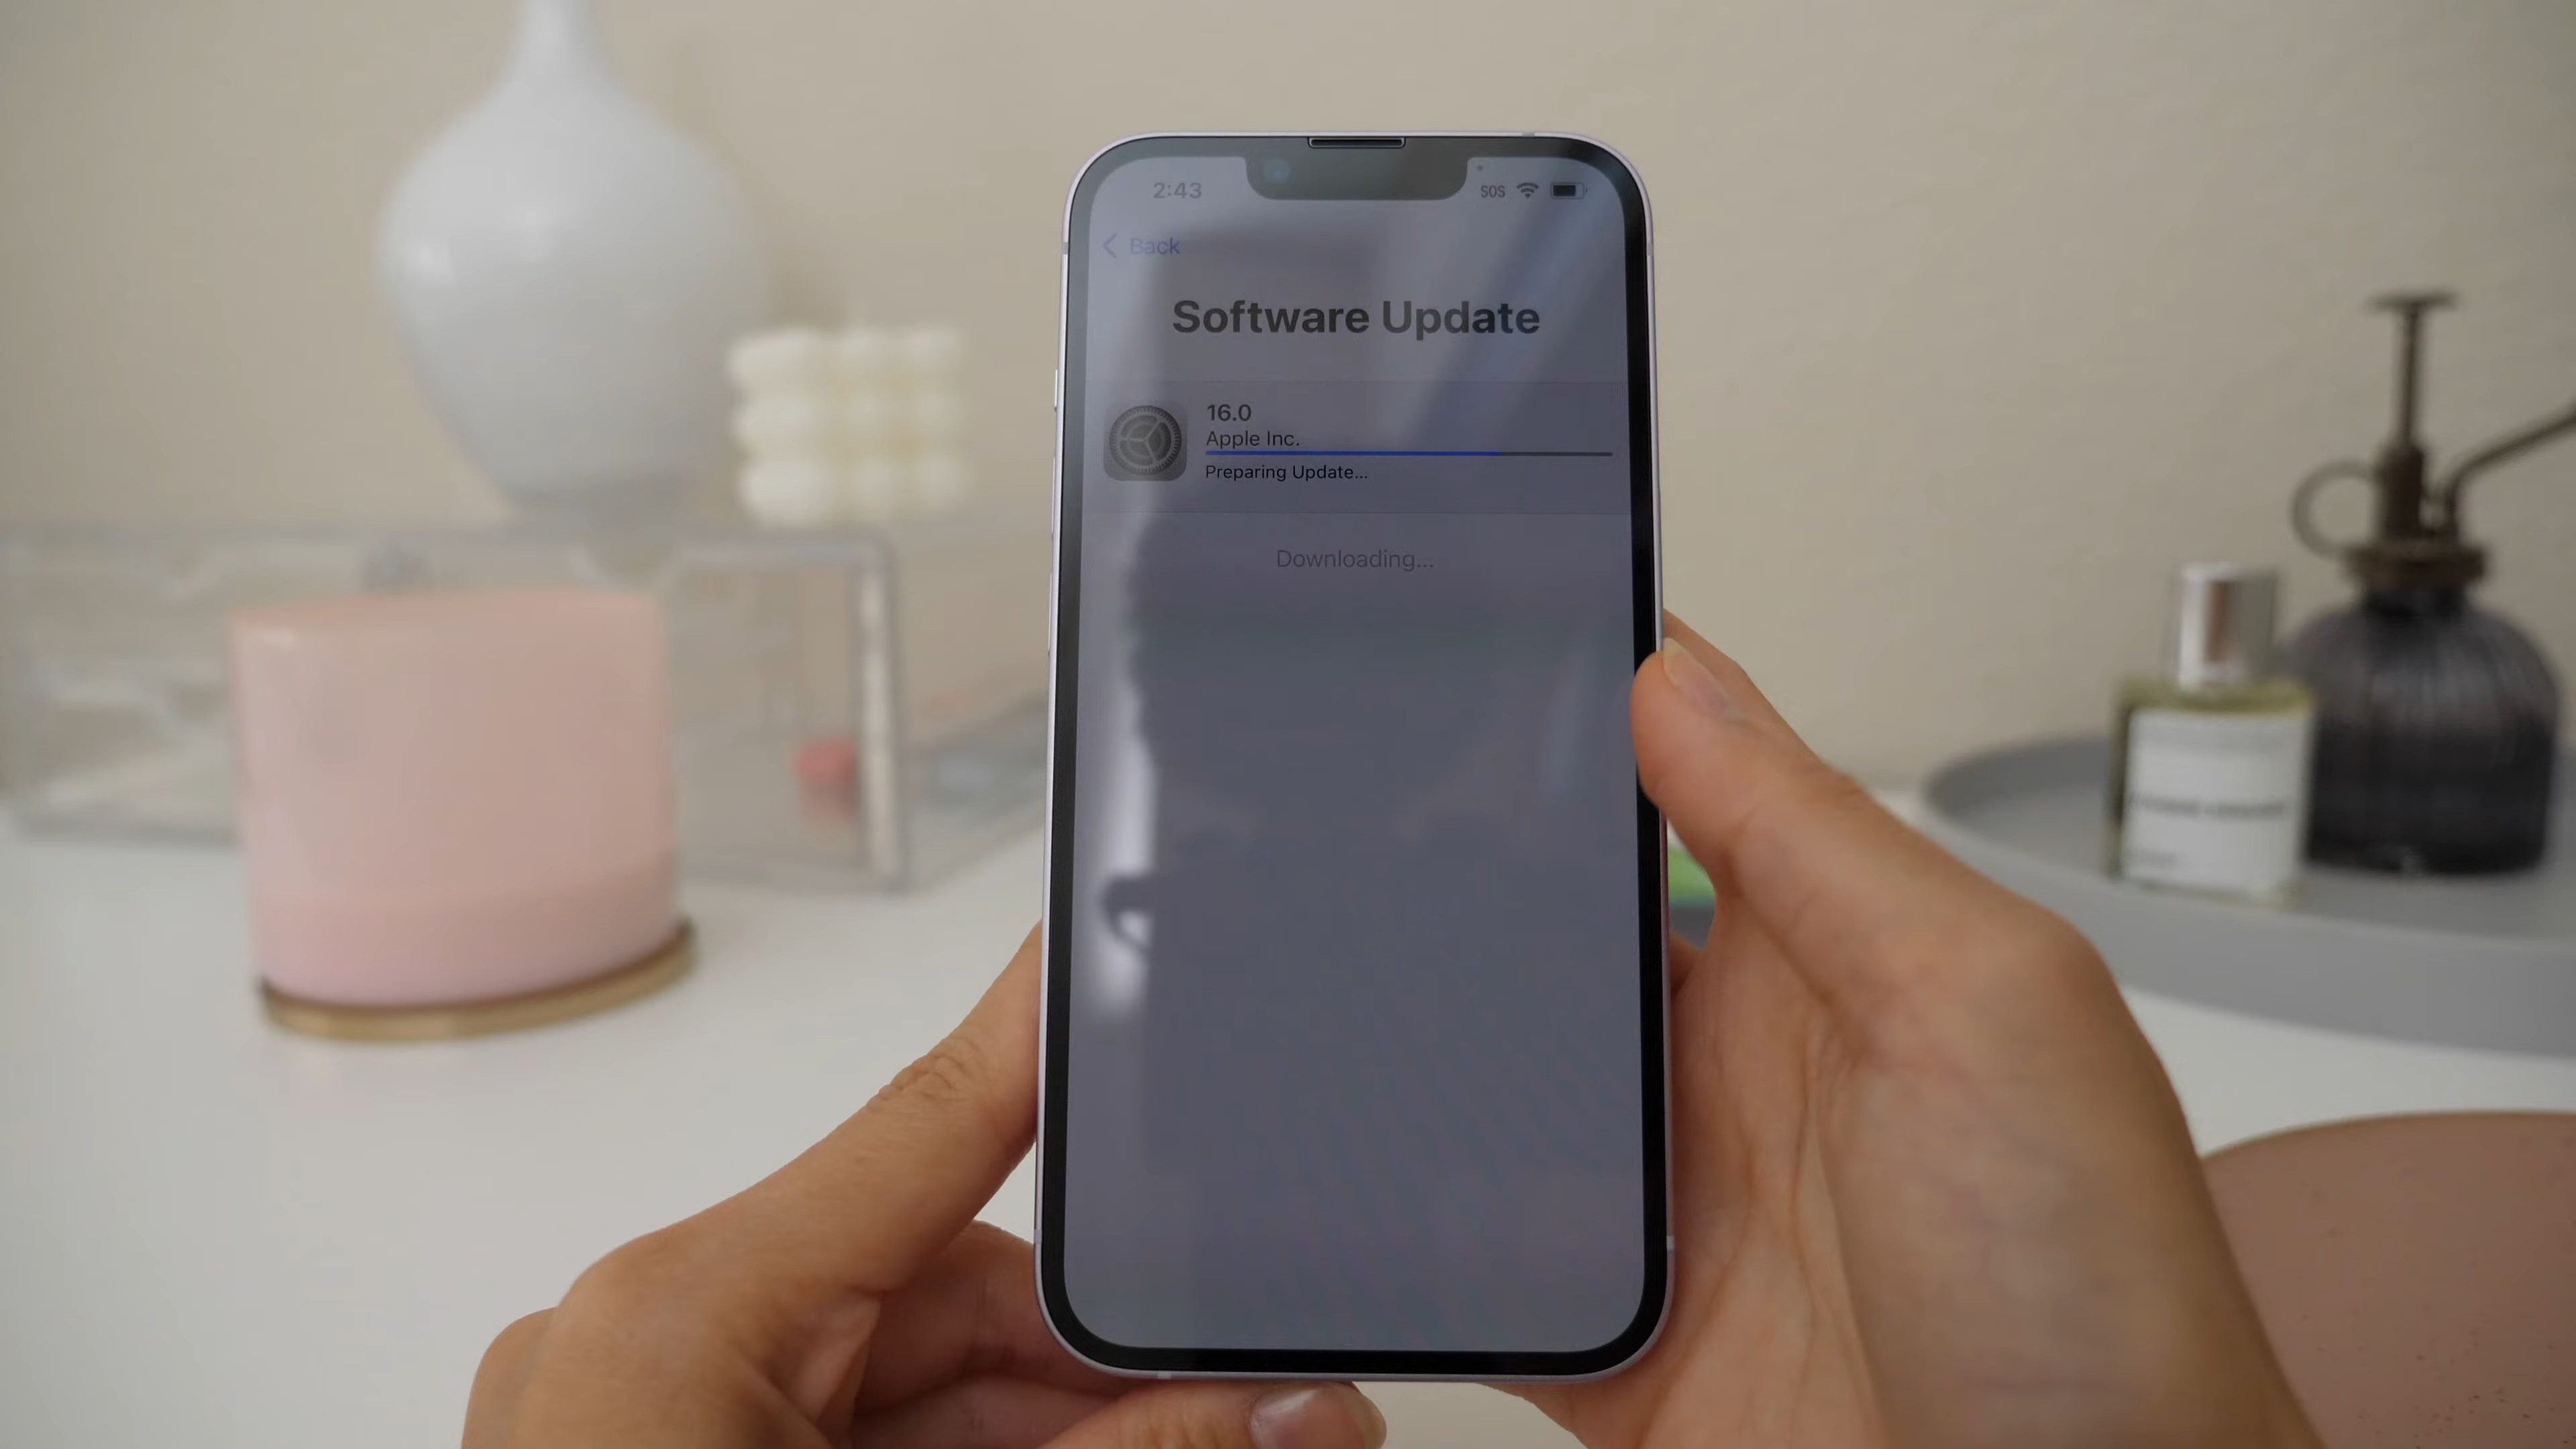 2:43
SOS
Back
Software Update
16.0
Apple Inc.
Preparing Update...
Downloading...